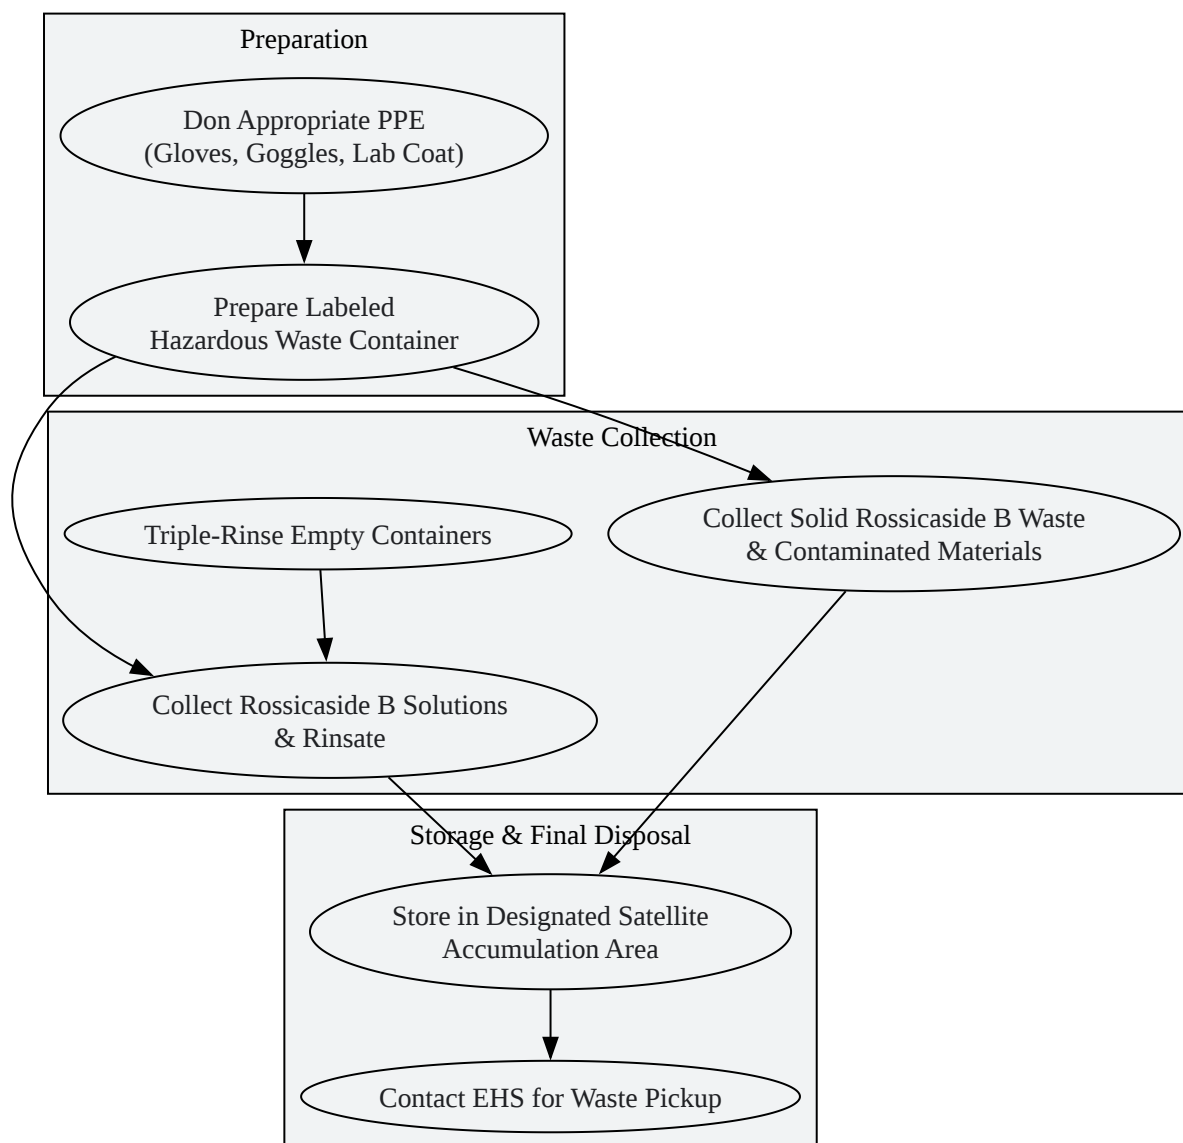 Preparation
Don Appropriate PPE
(Gloves, Goggles, Lab Coat)
Prepare Labeled
Hazardous Waste Container
Waste Collection
Triple-Rinse Empty Containers
Collect Solid Rossicaside B Waste
& Contaminated Materials
Collect Rossicaside B Solutions
& Rinsate
Storage & Final Disposal
Store in Designated Satellite
Accumulation Area
Contact EHS for Waste Pickup